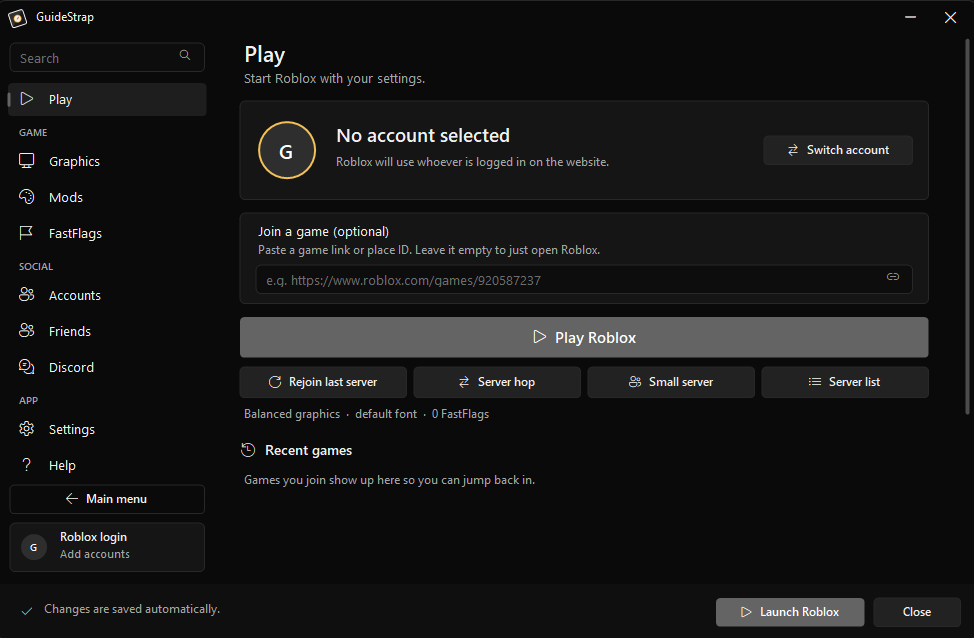 GuideStrap
Search
Play
GAME
Graphics
Mods
FastFlags
SOCIAL
Accounts
Friends
Discord
APP
Settings
? Help
← Main menu
G
Roblox login
Add accounts
Play
Start Roblox with your settings.
G
No account selected
Roblox will use whoever is logged in on the website.
Switch account
Join a game (optional)
Paste a game link or place ID. Leave it empty to just open Roblox.
e.g. https://www.roblox.com/games/920587237
Play Roblox
Rejoin last server
Server hop
Small server
Server list
Balanced graphics · default font · 0 FastFlags
Recent games
Games you join show up here so you can jump back in.
Changes are saved automatically.
Launch Roblox
Close